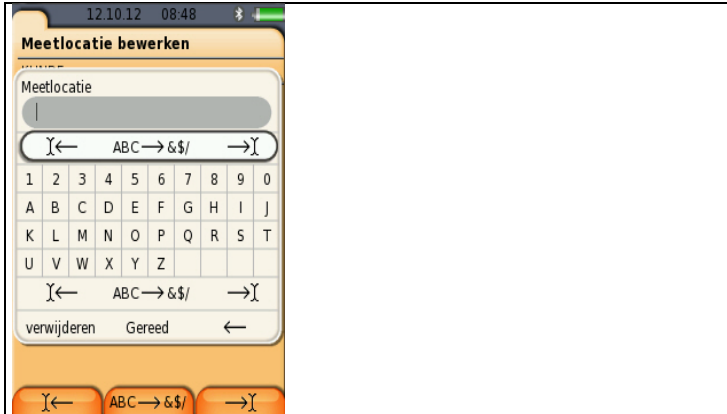 12.10.12 08:48
Meetlocatie bewerken
Meetlocatie
ABC→&$/
1 2 3 4 5 6 7 8 9 0
A B C D E F G H I J
K L M N O P Q R S T
U V W X Y Z
ABC→&$/
verwijderen Gereed ←
ABC→&$/